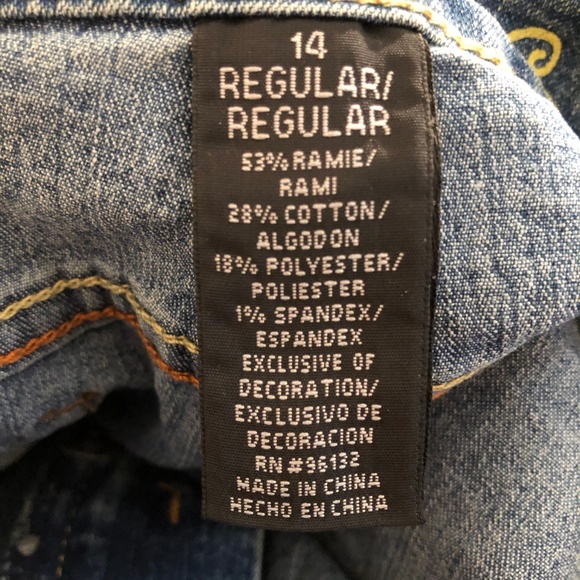 14
REGULAR/
REGULAR
53% RAMIE/
RAMI
28% COTTON/
ALGODON
18% POLYESTER/
POLIESTER
1% SPANDEX/
ESPANDEX
EXCLUSIVE OF
DECORATION/
EXCLUSIVO DE
DECORACION
RN #96132
MADE IN CHINA
HECHO EN CHINA